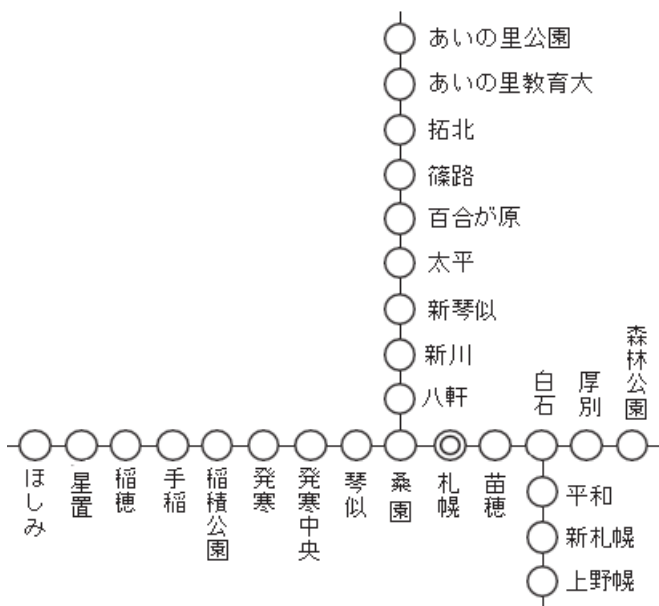 あいの里公園
あいの里教育大
拓北
篠路
百合が原
太平
新琴似
新川
八軒
白石
厚別
森林公園
ほしみ
星置
稲穂
手稲
稲積公園
発寒
発寒中央
琴似
桑園
札幌
苗穂
平和
新札幌
上野幌